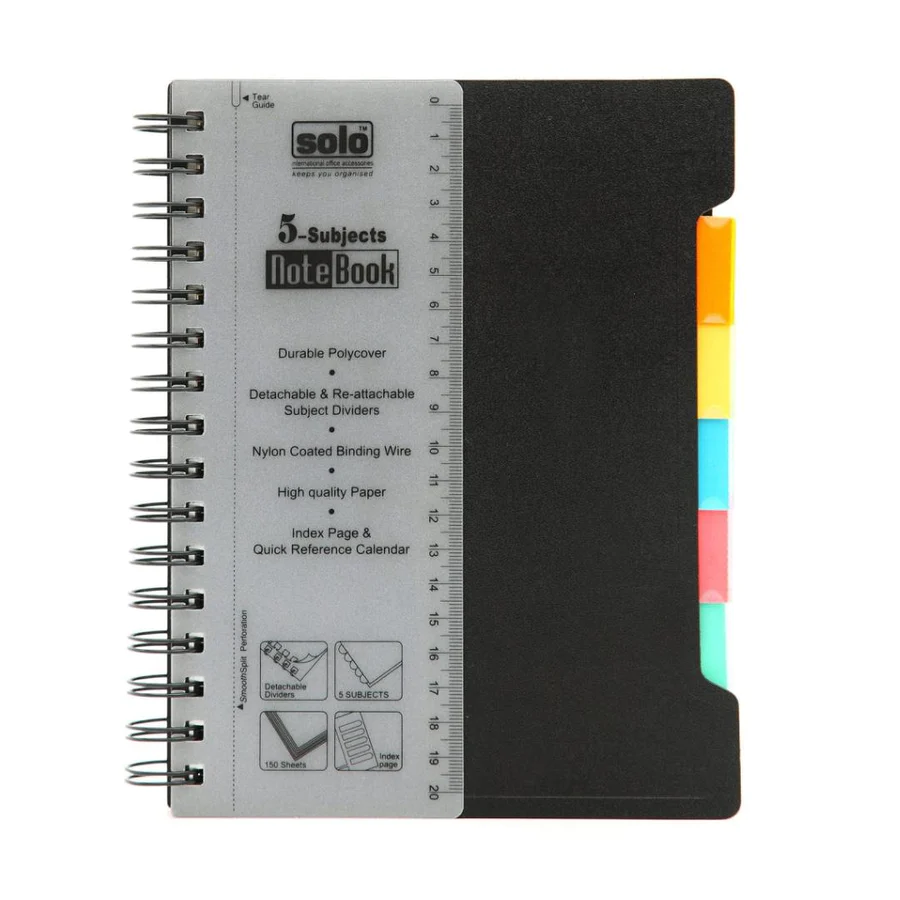 Tear
Guide
solo™
international office accessories
keeps you organised
5-Subjects
NoteBook
Durable Polycover
•
Detachable & Re-attachable
Subject Dividers
•
Nylon Coated Binding Wire
•
High quality Paper
•
Index Page &
Quick Reference Calendar
SmoothSplit Perforation
Detachable
Dividers
5 SUBJECTS
150 Sheets
Index
page
0
1
2
3
4
5
6
7
8
9
10
11
12
13
14
15
16
17
18
19
20